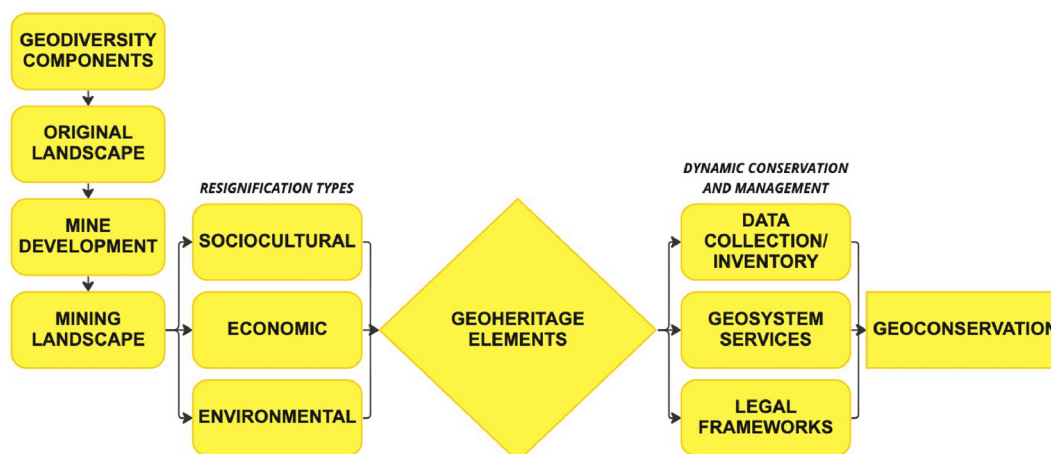 GEODIVERSITY
COMPONENTS
ORIGINAL
LANDSCAPE
MINE
DEVELOPMENT
MINING
LANDSCAPE
RESIGNIFICATION TYPES
SOCIOCULTURAL
ECONOMIC
ENVIRONMENTAL
GEOHERITAGE
ELEMENTS
DYNAMIC CONSERVATION
AND MANAGEMENT
DATA
COLLECTION/
INVENTORY
GEOSYSTEM
SERVICES
LEGAL
FRAMEWORKS
GEOCONSERVATION